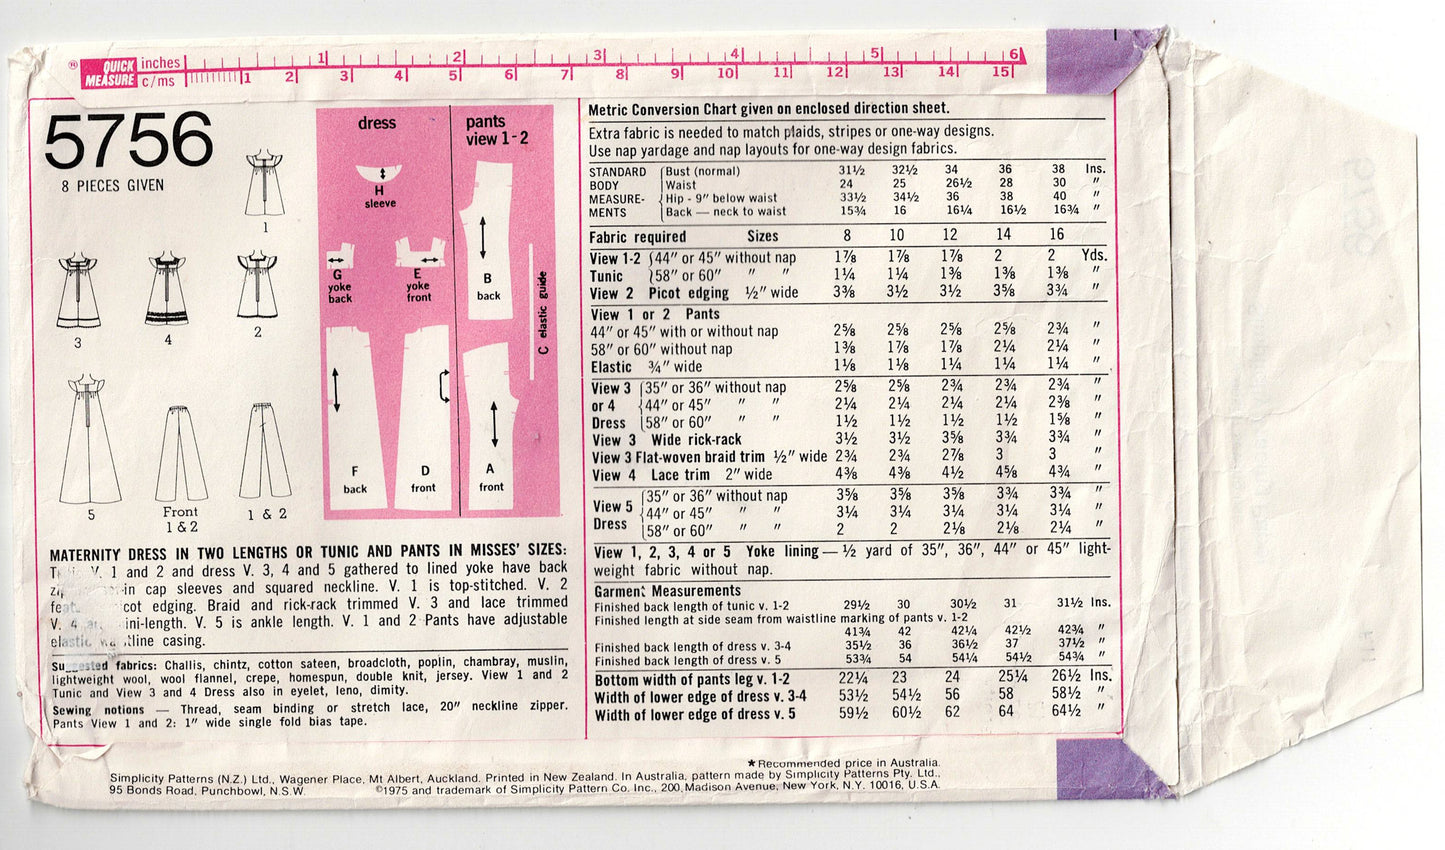 ® QUICK MEASURE inches 1 2 3 4 5 6
c/ms 1 2 3 4 5 6 7 8 9 10 11 12 13 14 15
5756
8 PIECES GIVEN
1
3
4
2
5
Front
1 & 2
1 & 2
dress
pants
view 1-2
H
sleeve
G
yoke
back
E
yoke
front
B
back
C elastic guide
F
back
D
front
A
front
MATERNITY DRESS IN TWO LENGTHS OR TUNIC AND PANTS IN MISSES' SIZES:
V. 1 and 2 and dress V. 3, 4 and 5 gathered to lined yoke have back
in cap sleeves and squared neckline. V. 1 is top-stitched. V. 2
edging. Braid and rick-rack trimmed V. 3 and lace trimmed
V. 4 ini-length. V. 5 is ankle length. V. 1 and 2 Pants have adjustable
elastic line casing.
fabrics: Challis, chintz, cotton sateen, broadcloth, poplin, chambray, muslin,
lightweight wool, wool flannel, crepe, homespun, double knit, jersey. View 1 and 2
Tunic and View 3 and 4 Dress also in eyelet, leno, dimity.
Sewing notions — Thread, seam binding or stretch lace, 20" neckline zipper.
Pants View 1 and 2: 1" wide single fold bias tape.
Metric Conversion Chart given on enclosed direction sheet.
Extra fabric is needed to match plaids, stripes or one-way designs.
Use nap yardage and nap layouts for one-way design fabrics.
STANDARD Bust (normal) 31½ 32½ 34 36 38 Ins.
BODY Waist 24 25 26½ 28 30 "
MEASURE- Hip - 9" below waist 33½ 34½ 36 38 40 "
MENTS Back — neck to waist 15¾ 16 16¼ 16½ 16¾ "
Fabric required Sizes 8 10 12 14 16
View 1-2 44" or 45" without nap 1⅞ 1⅞ 1⅞ 2 2 Yds.
Tunic 58" or 60" " " 1¼ 1¼ 1⅜ 1⅜ 1⅜ "
View 2 Picot edging ½" wide 3⅜ 3½ 3½ 3⅝ 3¾ "
View 1 or 2 Pants
44" or 45" with or without nap 2⅝ 2⅝ 2⅝ 2⅝ 2¾ "
58" or 60" without nap 1⅜ 1⅞ 1⅞ 2¼ 2¼ "
Elastic ¾" wide 1⅛ 1⅛ 1¼ 1¼ 1¼ "
View 3 35" or 36" without nap 2⅝ 2⅝ 2¾ 2¾ 2¾ "
or 4 44" or 45" " " 2¼ 2¼ 2¼ 2¼ 2⅜ "
Dress 58" or 60" " " 1½ 1½ 1½ 1½ 1⅝ "
View 3 Wide rick-rack 3½ 3½ 3⅝ 3¾ 3¾ "
View 3 Flat-woven braid trim ½" wide 2¾ 2¾ 2⅞ 3 3 "
View 4 Lace trim 2" wide 4⅜ 4⅜ 4½ 4⅝ 4¾ "
View 5 35" or 36" without nap 3⅝ 3⅝ 3⅝ 3¾ 3¾ "
44" or 45" " " 3¼ 3¼ 3¼ 3¼ 3¼ "
Dress 58" or 60" " " 2 2 2⅛ 2⅛ 2¼ "
View 1, 2, 3, 4 or 5 Yoke lining — ½ yard of 35", 36", 44" or 45" light-
weight fabric without nap.
Garment Measurements
Finished back length of tunic v. 1-2 29½ 30 30½ 31 31½ Ins.
Finished length at side seam from waistline marking of pants v. 1-2
41¾ 42 42¼ 42½ 42¾ "
Finished back length of dress v. 3-4 35½ 36 36½ 37 37½ "
Finished back length of dress v. 5 53¾ 54 54¼ 54½ 54¾ "
Bottom width of pants leg v. 1-2 22¼ 23 24 25¼ 26½ Ins.
Width of lower edge of dress v. 3-4 53½ 54½ 56 58 58½ "
Width of lower edge of dress v. 5 59½ 60½ 62 64 64½ "
★ Recommended price in Australia.
Simplicity Patterns (N.Z.) Ltd., Wagener Place, Mt Albert, Auckland. Printed in New Zealand. In Australia, pattern made by Simplicity Patterns Pty. Ltd.,
95 Bonds Road, Punchbowl, N.S.W. ©1975 and trademark of Simplicity Pattern Co. Inc., 200 Madison Avenue, New York, N.Y. 10016, U.S.A.